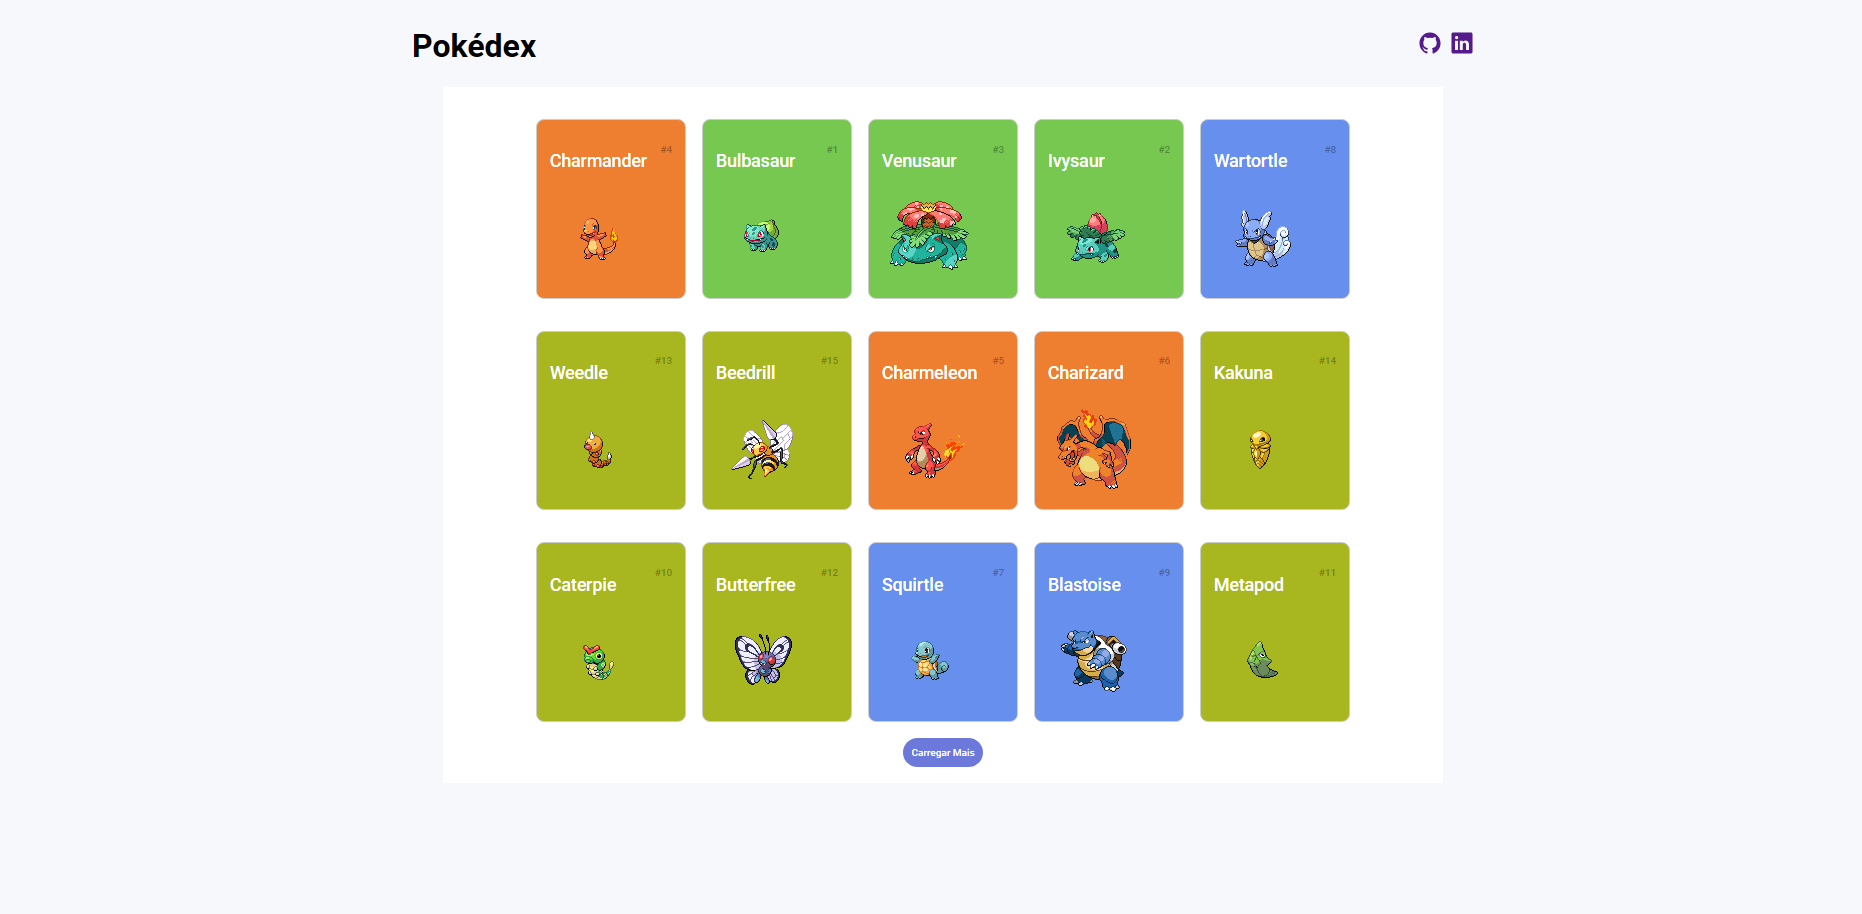 Pokédex
in
Charmander #4
Bulbasaur #1
Venusaur #3
Ivysaur #2
Wartortle #8
Weedle #13
Beedrill #15
Charmeleon #5
Charizard #6
Kakuna #14
Caterpie #10
Butterfree #12
Squirtle #7
Blastoise #9
Metapod #11
Carregar Mais